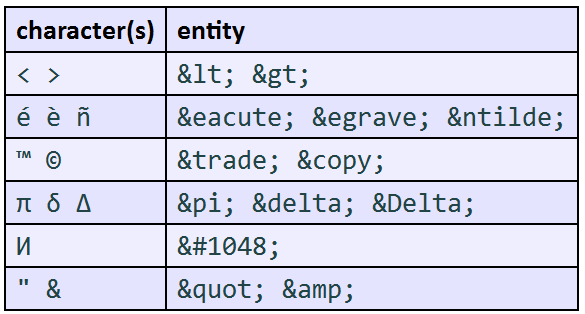 character(s) entity
< > &lt; &gt;
é è ñ &eacute; &egrave; &ntilde;
™ © &trade; &copy;
π δ Δ &pi; &delta; &Delta;
И &#1048;
" & &quot; &amp;